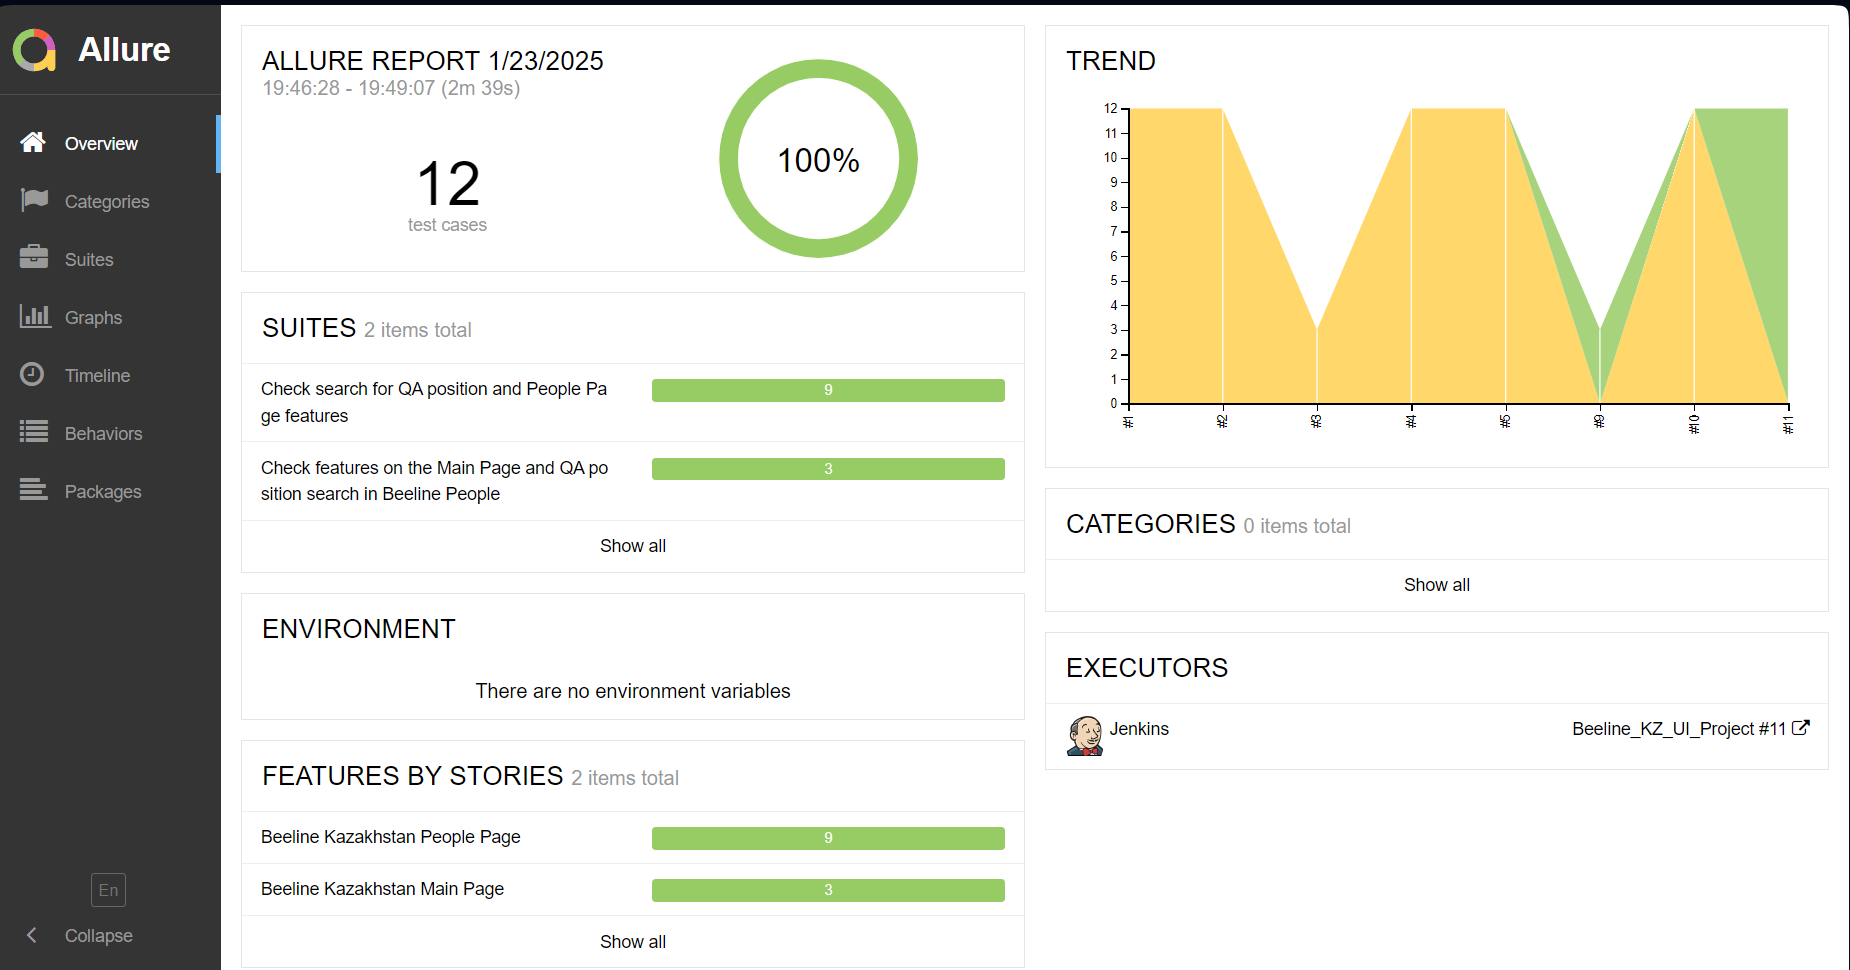 Allure
Overview
Categories
Suites
Graphs
Timeline
Behaviors
Packages
En
Collapse
ALLURE REPORT 1/23/2025
19:46:28 - 19:49:07 (2m 39s)
12
test cases
100%
SUITES 2 items total
Check search for QA position and People Pa
ge features
9
Check features on the Main Page and QA po
sition search in Beeline People
3
Show all
ENVIRONMENT
There are no environment variables
FEATURES BY STORIES 2 items total
Beeline Kazakhstan People Page
9
Beeline Kazakhstan Main Page
3
Show all
TREND
12
11
10
9
8
7
6
5
4
3
2
1
0
#1
#2
#3
#4
#5
#9
#10
#11
CATEGORIES 0 items total
Show all
EXECUTORS
Jenkins
Beeline_KZ_UI_Project #11